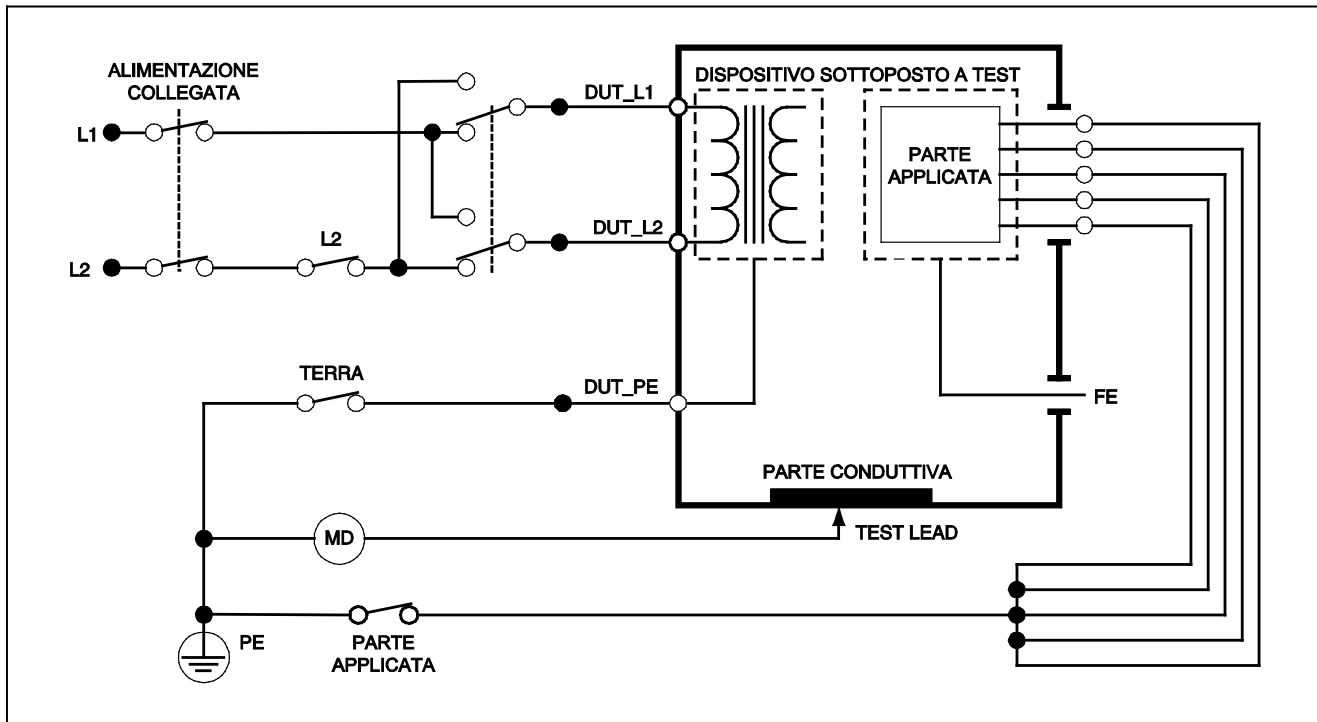 ALIMENTAZIONE
COLLEGATA
DISPOSITIVO SOTTOPOSTO A TEST
DUT_L1
L1
PARTE
APPLICATA
DUT_L2
L2
L2
TERRA
DUT_PE
FE
PARTE CONDUTTIVA
MD
TEST LEAD
PE
PARTE
APPLICATA